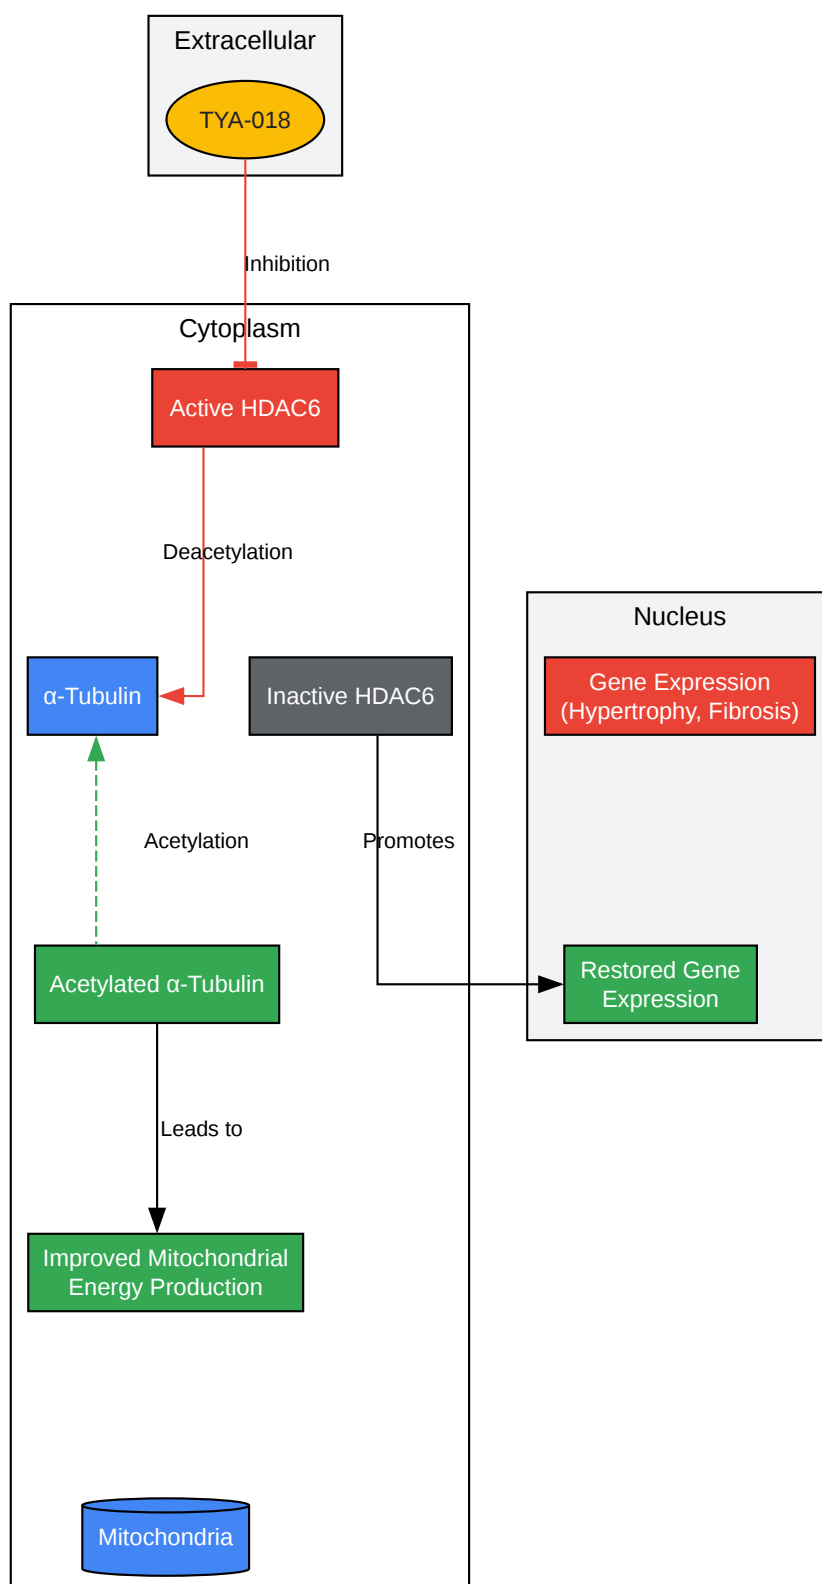 Extracellular
TYA-018
Inhibition
Cytoplasm
Active HDAC6
Deacetylation
Nucleus
α-Tubulin
Inactive HDAC6
Gene Expression
(Hypertrophy, Fibrosis)
Acetylation
Promotes
Acetylated α-Tubulin
Restored Gene
Expression
Leads to
Improved Mitochondrial
Energy Production
Mitochondria